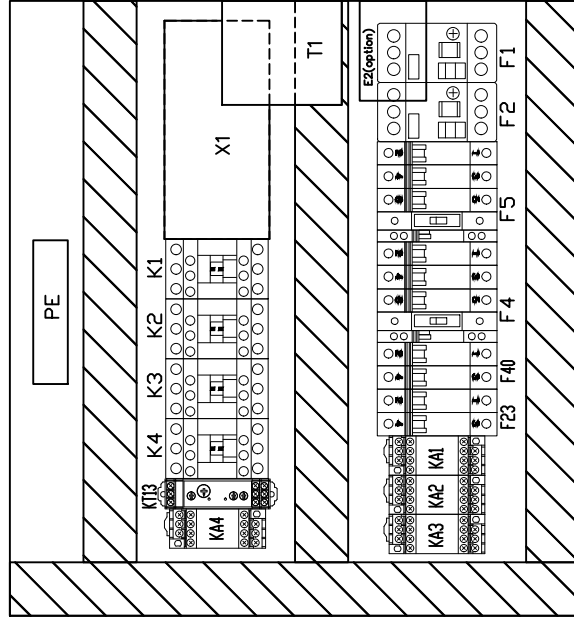 PE
X1
T1
K1
K2
K3
K4
KT13
KA4
E2(option)
F1
F2
F5
F4
F40
F23
KA1
KA2
KA3